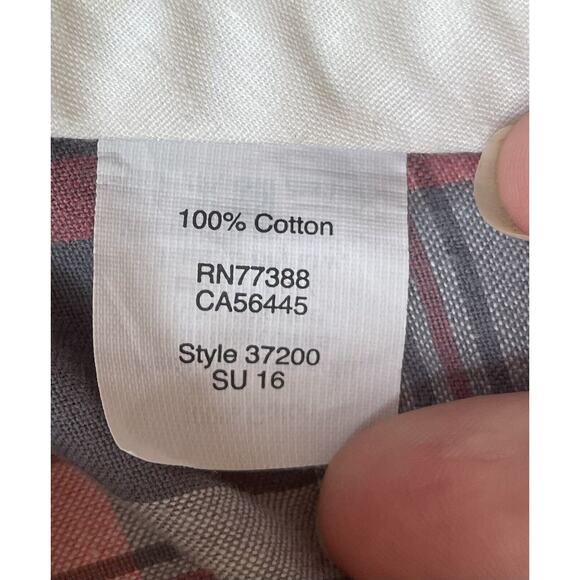 100% Cotton
RN77388
CA56445
Style 37200
SU 16